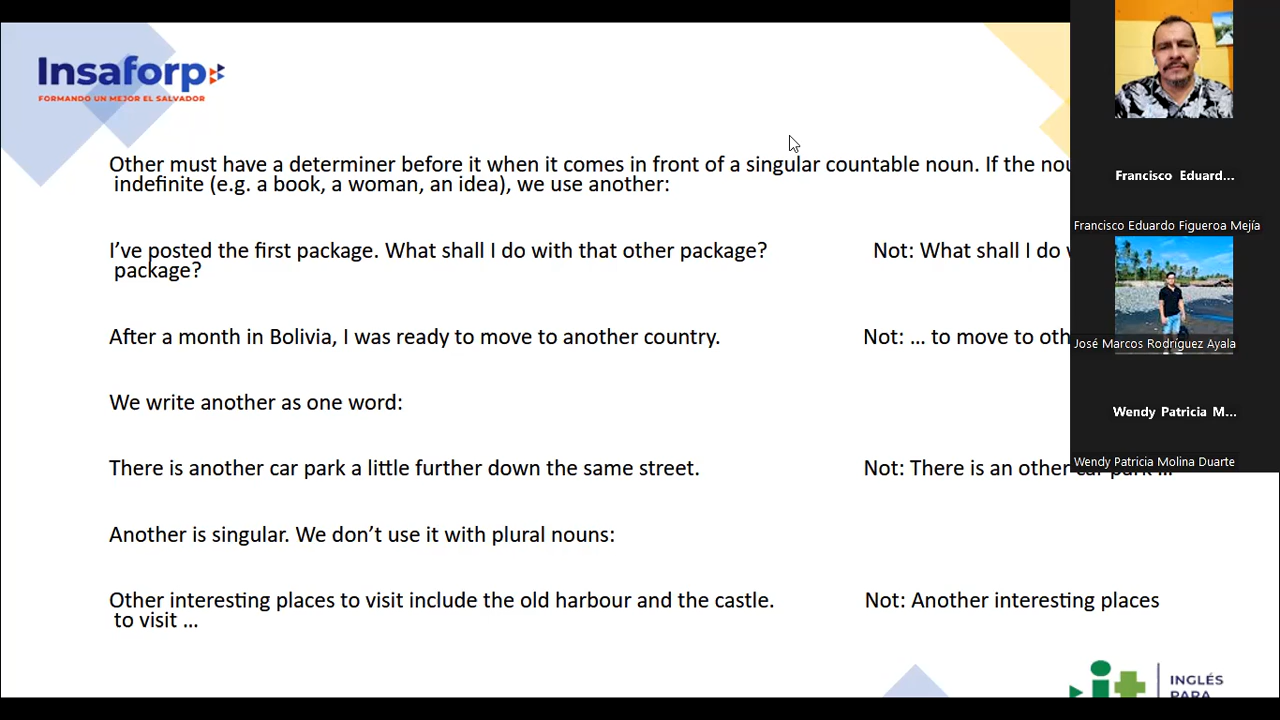 Insaforp
FORMANDO UN MEJOR EL SALVADOR
Other must have a determiner before it when it comes in front of a singular countable noun. If the
indefinite (e.g. a book, a woman, an idea), we use another:
I’ve posted the first package. What shall I do with that other package? Not: What shall I do
package?
After a month in Bolivia, I was ready to move to another country. Not: … to move to
We write another as one word:
There is another car park a little further down the same street. Not: There is an other car park …
Another is singular. We don’t use it with plural nouns:
Other interesting places to visit include the old harbour and the castle. Not: Another interesting places
to visit …
Francisco Eduard...
Francisco Eduardo Figueroa Mejía
José Marcos Rodríguez Ayala
Wendy Patricia M...
Wendy Patricia Molina Duarte
INGLÉS
PARA